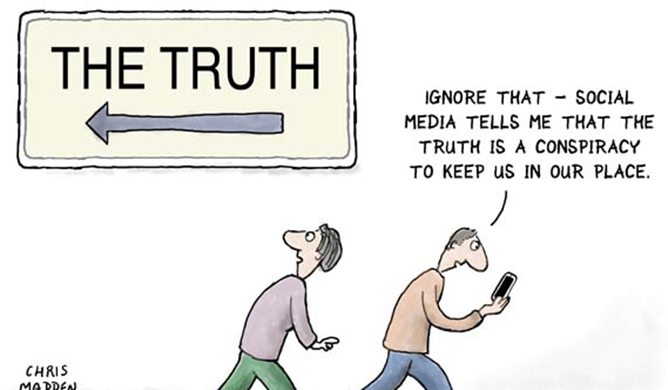 THE TRUTH
IGNORE THAT – SOCIAL
MEDIA TELLS ME THAT THE
TRUTH IS A CONSPIRACY
TO KEEP US IN OUR PLACE.
CHRIS
MADDEN